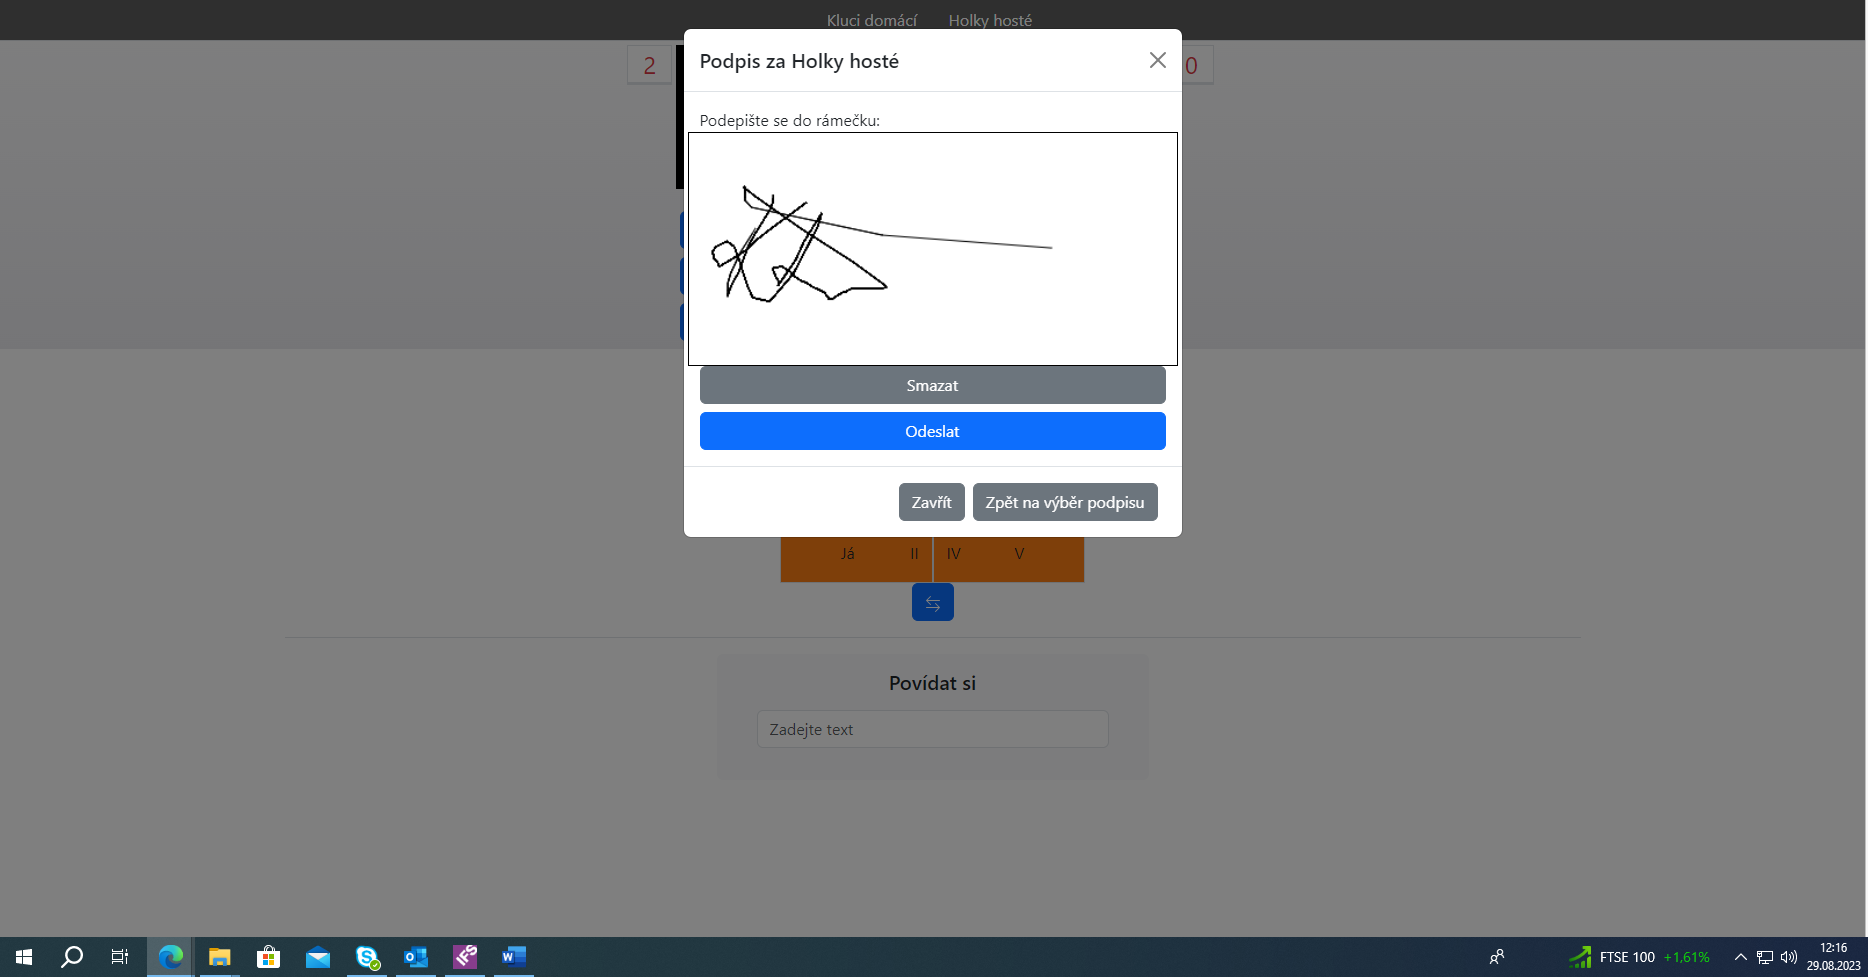 Kluci domácí Holky hosté
2
0
Podpis za Holky hosté
Podepište se do rámečku:
Smazat
Odeslat
Zavřít Zpět na výběr podpisu
Já II IV V
Povídat si
Zadejte text
FTSE 100 +1,61%
12:16
29.08.2023